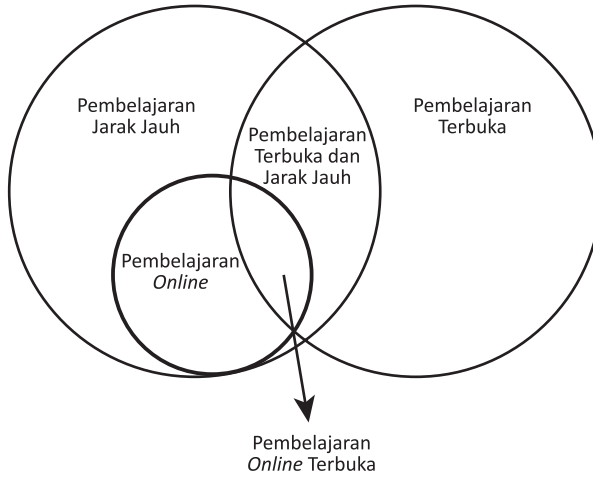 Pembelajaran
Jarak Jauh
Pembelajaran
Terbuka dan
Jarak Jauh
Pembelajaran
Terbuka
Pembelajaran
Online
Pembelajaran
Online Terbuka